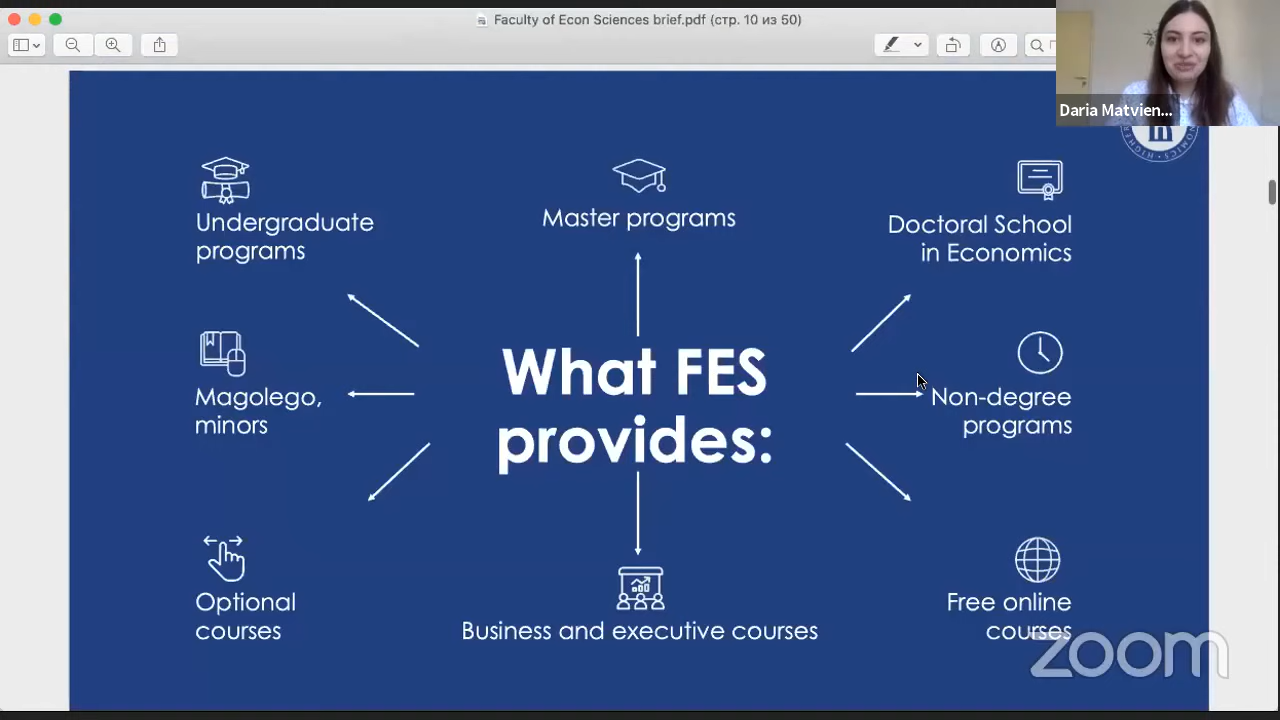 Faculty of Econ Sciences brief.pdf (стр. 10 из 50)
Daria Matvien...
Undergraduate
programs
Master programs
Doctoral School
in Economics
What FES
provides:
Magolego,
minors
Non-degree
programs
Optional
courses
Business and executive courses
Free online
courses
zoom